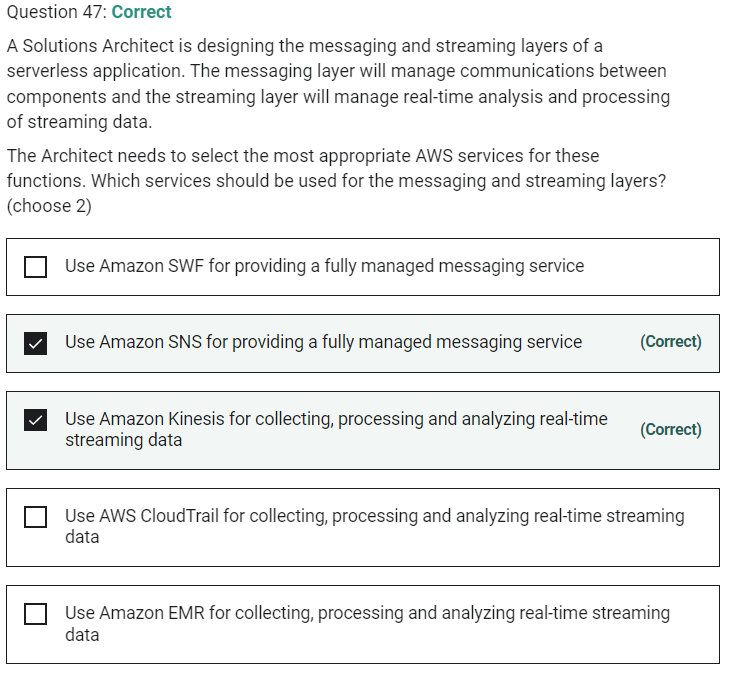 Question 47: Correct
A Solutions Architect is designing the messaging and streaming layers of a
serverless application. The messaging layer will manage communications between
components and the streaming layer will manage real-time analysis and processing
of streaming data.
The Architect needs to select the most appropriate AWS services for these
functions. Which services should be used for the messaging and streaming layers?
(choose 2)
Use Amazon SWF for providing a fully managed messaging service
Use Amazon SNS for providing a fully managed messaging service (Correct)
Use Amazon Kinesis for collecting, processing and analyzing real-time
streaming data
(Correct)
Use AWS CloudTrail for collecting, processing and analyzing real-time streaming
data
Use Amazon EMR for collecting, processing and analyzing real-time streaming
data